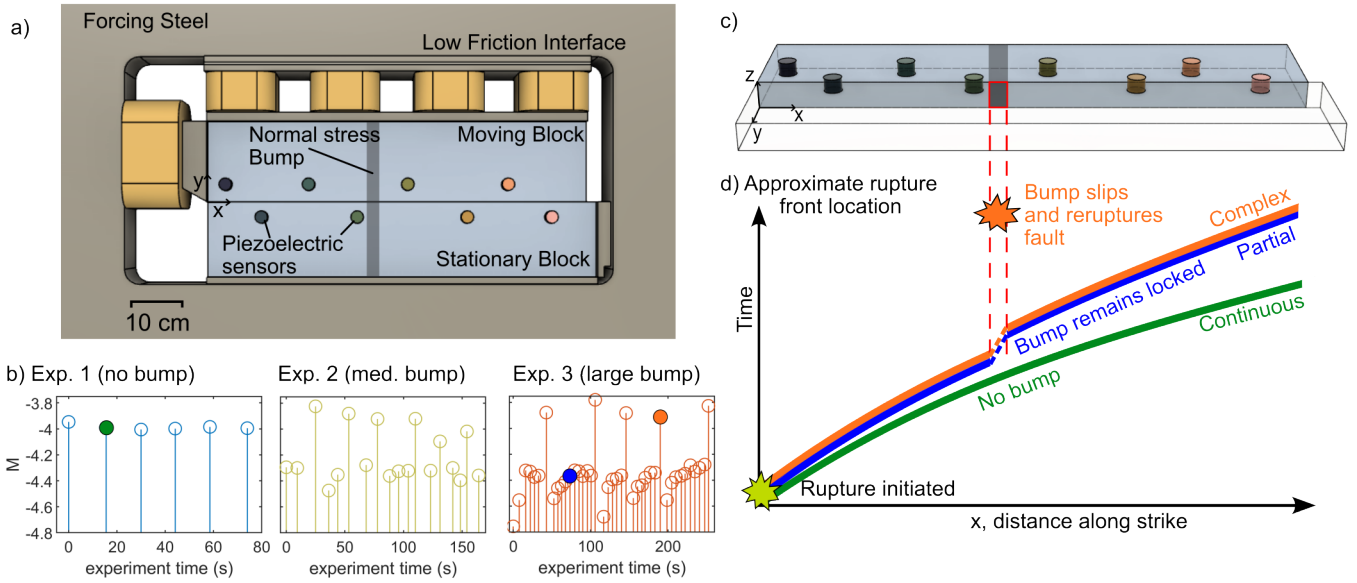 a)
Forcing Steel
Low Friction Interface
Normal stress
Bump
Moving Block
y
x
Piezoelectric
sensors
Stationary Block
10 cm
b) Exp. 1 (no bump)
Exp. 2 (med. bump)
Exp. 3 (large bump)
M
-3.8
-4
-4.2
-4.4
-4.6
-4.8
0 20 40 60 80
experiment time (s)
0 50 100 150
experiment time (s)
0 100 200
experiment time (s)
c)
z
x
y
d) Approximate rupture
front location
Bump slips
and reruptures
fault
Complex
Partial
Bump remains locked
Continuous
No bump
Time
Rupture initiated
x, distance along strike